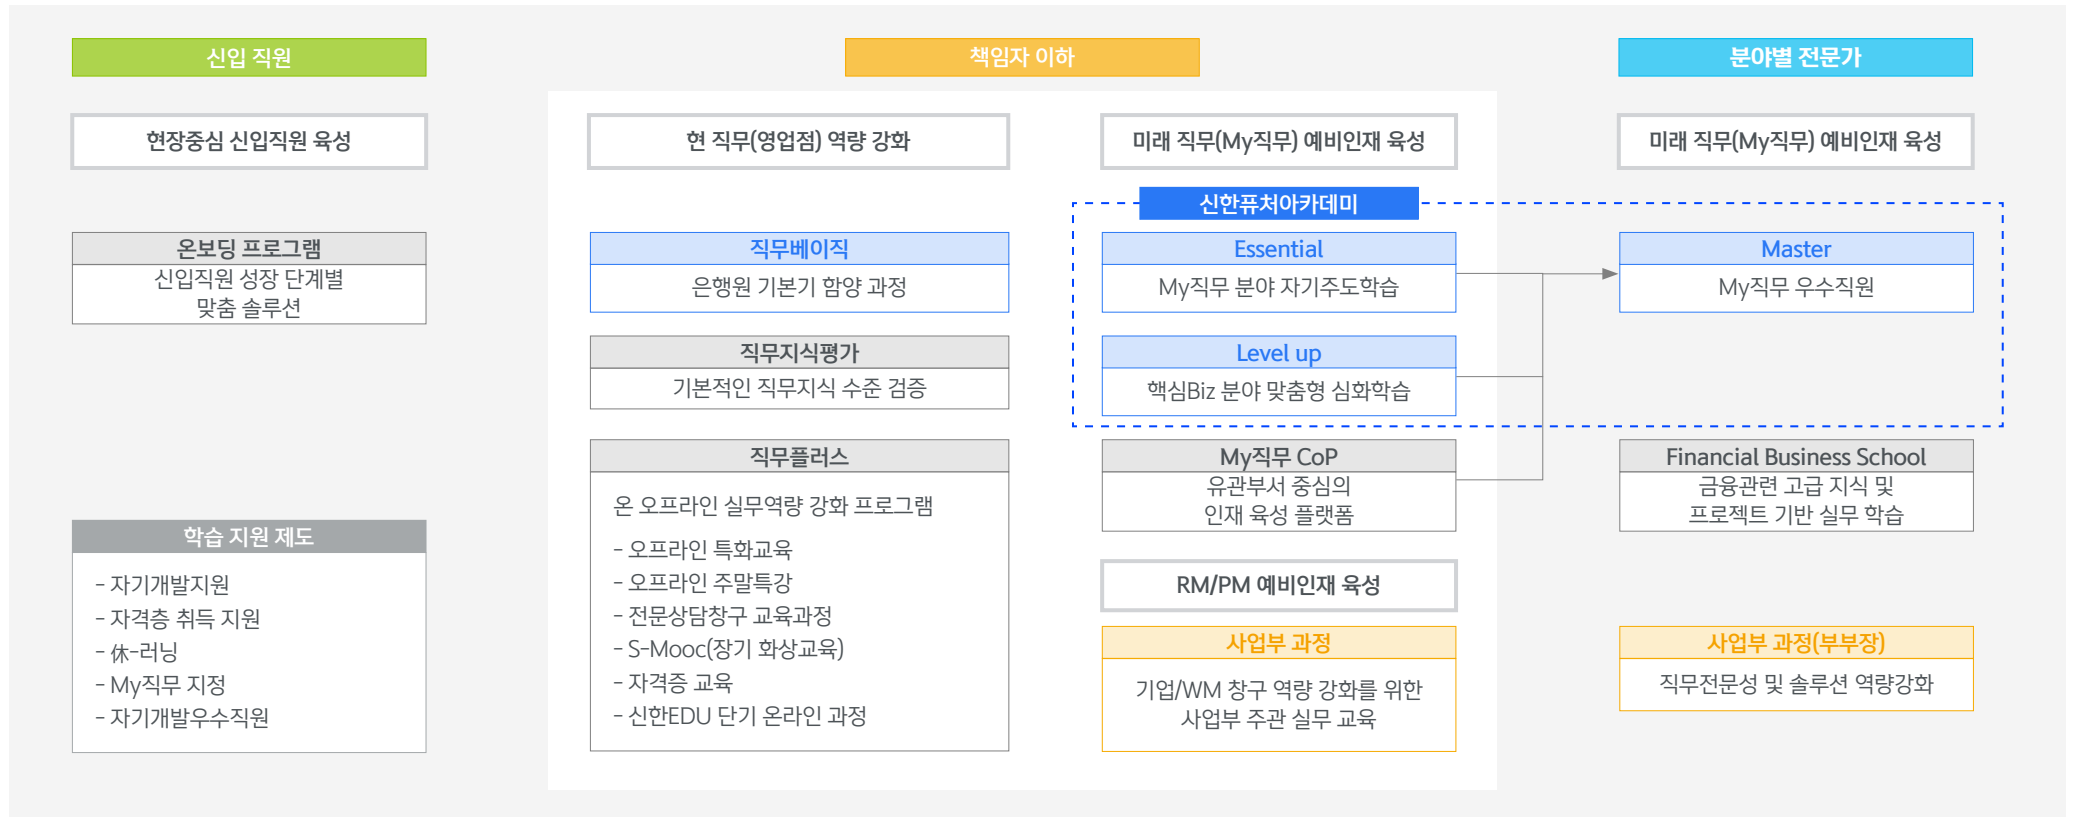 신입 직원
책임자 이하
분야별 전문가
현장중심 신입직원 육성
현 직무(영업점) 역량 강화
미래 직무(My직무) 예비인재 육성
미래 직무(My직무) 예비인재 육성
신한퓨처아카데미
온보딩 프로그램
신입직원 성장 단계별
맞춤 솔루션
학습 지원 제도
- 자기개발지원
- 자격층 취득 지원
- 休-러닝
- My직무 지정
- 자기개발우수직원
직무베이직
은행원 기본기 함양 과정
직무지식평가
기본적인 직무지식 수준 검증
직무플러스
온 오프라인 실무역량 강화 프로그램
- 오프라인 특화교육
- 오프라인 주말특강
- 전문상담창구 교육과정
- S-Mooc(장기 화상교육)
- 자격증 교육
- 신한EDU 단기 온라인 과정
Essential
My직무 분야 자기주도학습
Level up
핵심Biz 분야 맞춤형 심화학습
My직무 CoP
유관부서 중심의
인재 육성 플랫폼
RM/PM 예비인재 육성
사업부 과정
기업/WM 창구 역량 강화를 위한
사업부 주관 실무 교육
Master
My직무 우수직원
Financial Business School
금융관련 고급 지식 및
프로젝트 기반 실무 학습
사업부 과정(부부장)
직무전문성 및 솔루션 역량강화